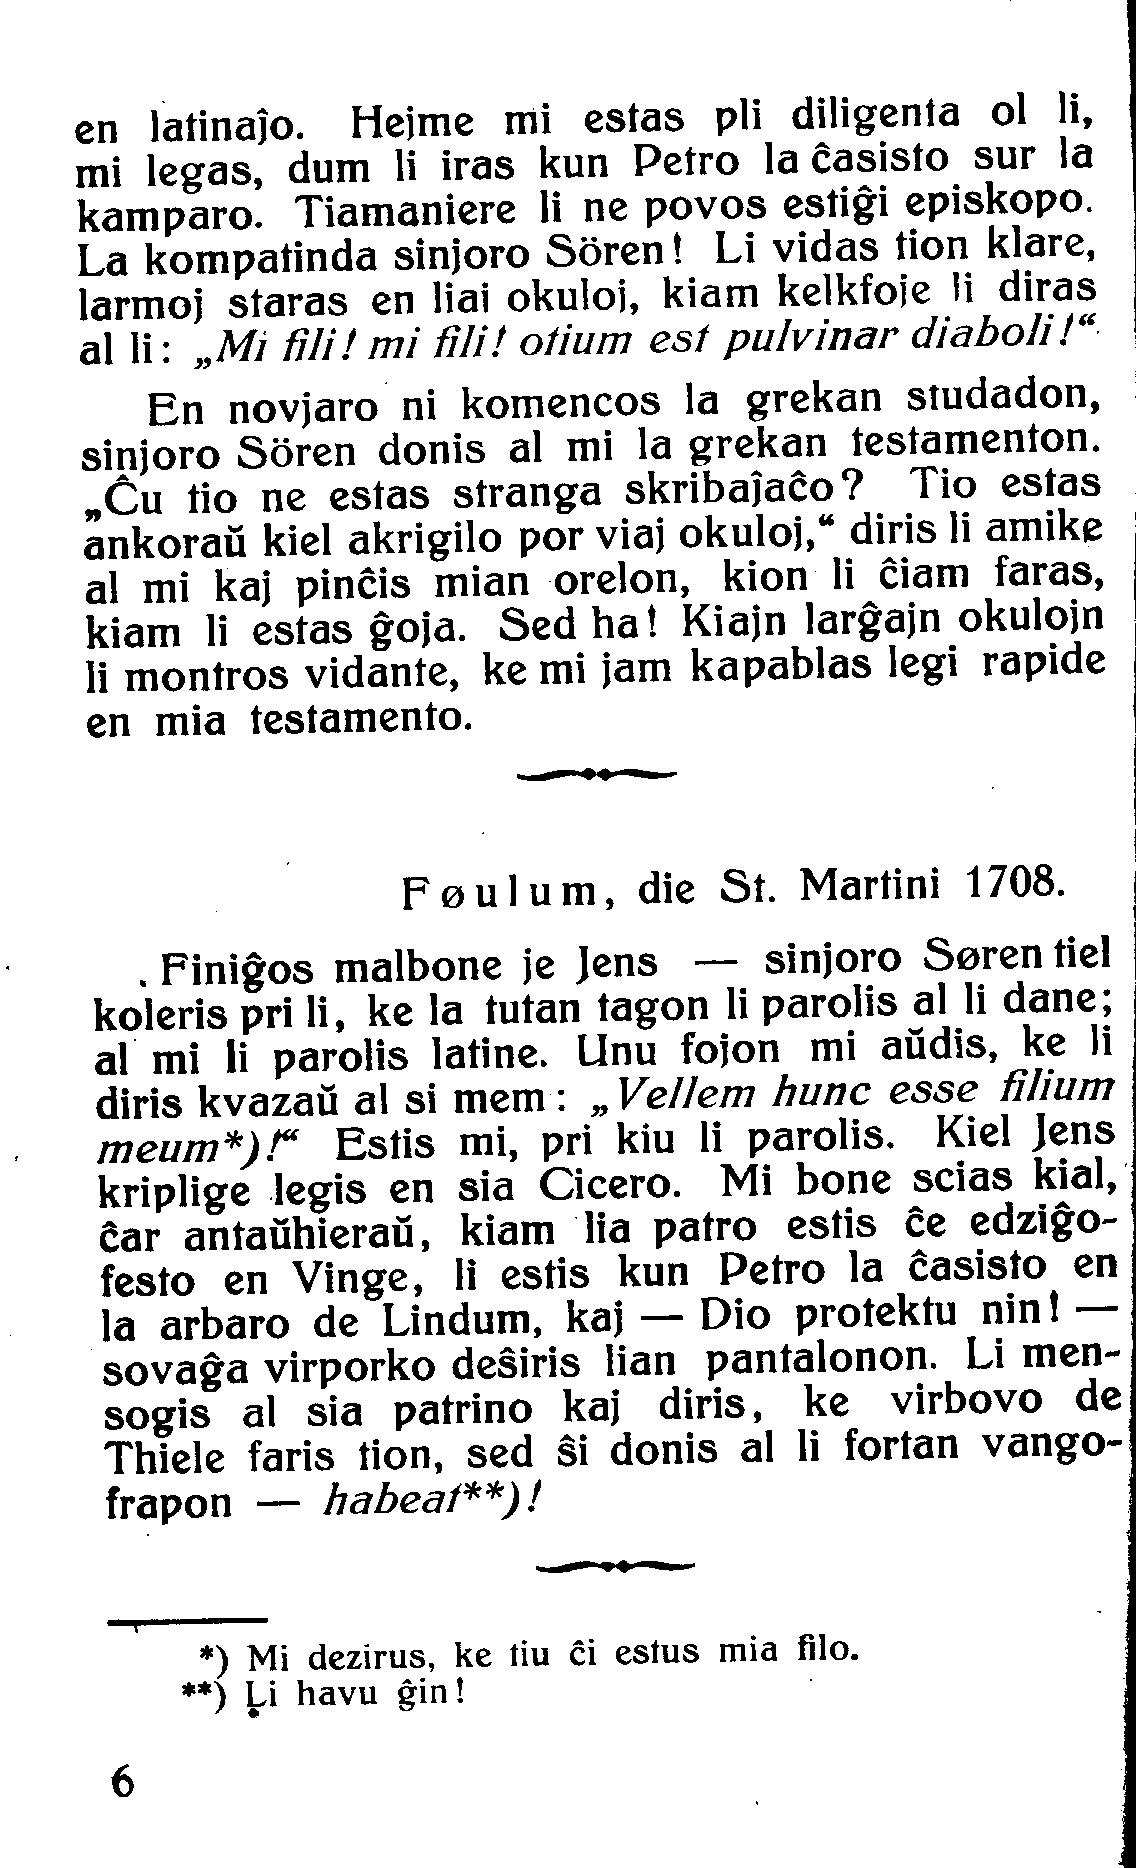 en latinaĵo. Hejme mi estas pli diligenta ol li,
mi legas, dum li iras kun Petro la ĉasisto sur la
kamparo. Tiamaniere li ne povos estiĝi episkopo.
La kompatinda sinjoro Sören! Li vidas tion klare,
larmoj staras en liai okuloj, kiam kelkfoje li diras
al li: „Mi fili! mi fili! otium est pulvinar diaboli!“
En novjaro ni komencos la grekan studadon,
sinjoro Sören donis al mi la grekan testamenton.
„Ĉu tio ne estas stranga skribaĵaĉo? Tio estas
ankoraŭ kiel akrigilo por viaj okuloj,“ diris li amike
al mi kaj pinĉis mian orelon, kion li ĉiam faras,
kiam li estas ĝoja. Sed ha! Kiajn larĝajn okulojn
li montros vidante, ke mi jam kapablas legi rapide
en mia testamento.
Føulum, die St. Martini 1708.
Finiĝos malbone je Jens — sinjoro Søren tiel
koleris pri li, ke la tutan tagon li parolis al li dane;
al mi li parolis latine. Unu fojon mi aŭdis, ke li
diris kvazaŭ al si mem: „Vellem hunc esse filium
meum*)!“ Estis mi, pri kiu li parolis. Kiel Jens
kriplige legis en sia Cicero. Mi bone scias kial,
ĉar antaŭhieraŭ, kiam lia patro estis ĉe edziĝo-
festo en Vinge, li estis kun Petro la ĉasisto en
la arbaro de Lindum, kaj — Dio protektu nin! —
sovaĝa virporko deŝiris lian pantalonon. Li men-
sogis al sia patrino kaj diris, ke virbovo de
Thiele faris tion, sed ŝi donis al li fortan vango-
frapon — habeat**)!
*) Mi dezirus, ke tiu ĉi estus mia filo.
**) Li havu ĝin!
6